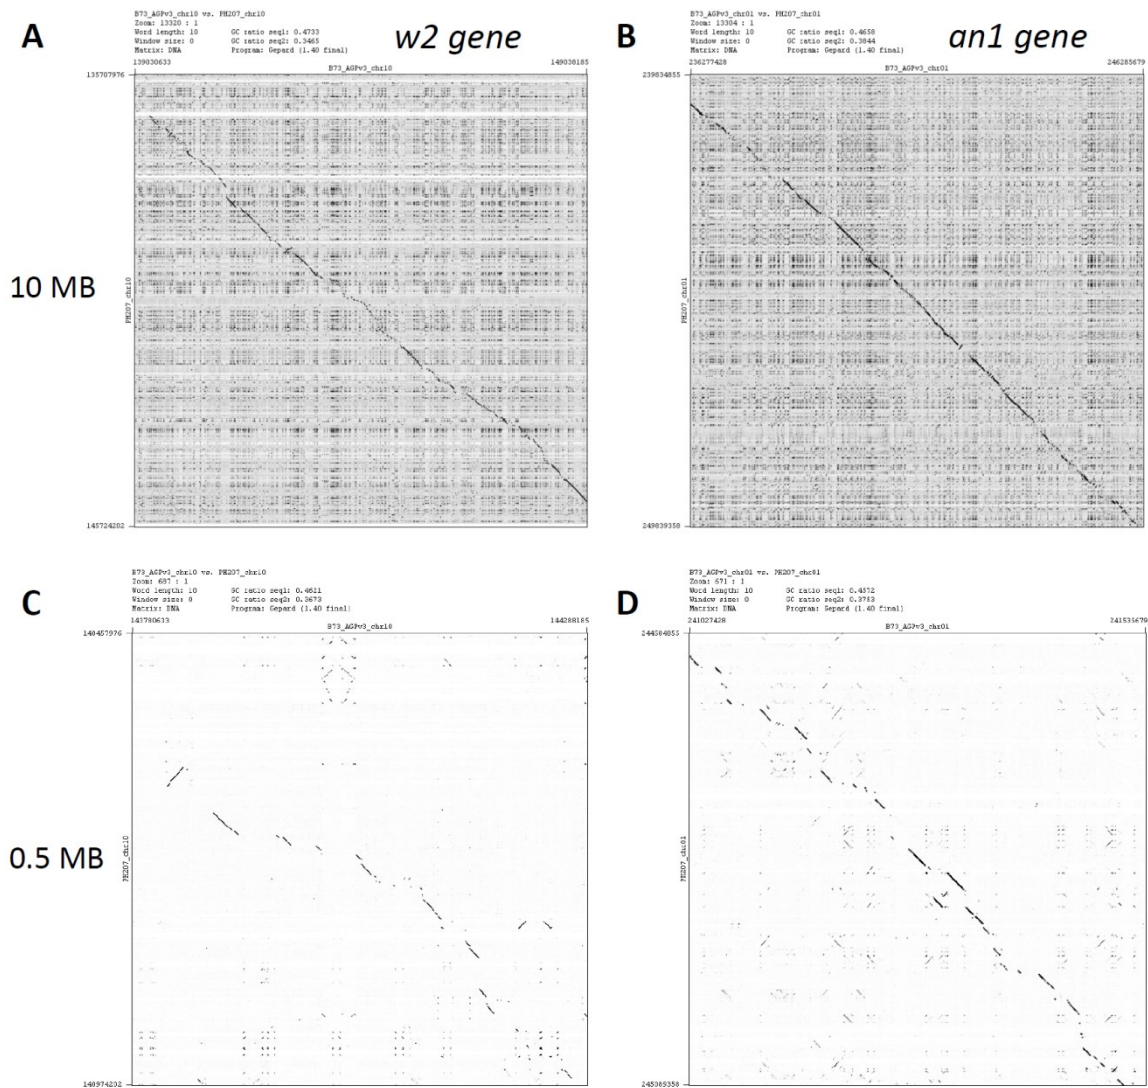 A
w2 gene
B73_AGPv3_chr10 vs. PH207_chr10
Zoom: 13320 : 1
Word length: 10 GC ratio seq1: 0.4733
Window size: 0 GC ratio seq2: 0.3465
Matrix: DNA Program: Gepard (1.40 final)
B73_AGPv3_chr10
139030633 149038185
135707976
PH207_chr10
145724202
B
an1 gene
B73_AGPv3_chr01 vs. PH207_chr01
Zoom: 13304 : 1
Word length: 10 GC ratio seq1: 0.4658
Window size: 0 GC ratio seq2: 0.3844
Matrix: DNA Program: Gepard (1.40 final)
B73_AGPv3_chr01
236277428 246285679
239834855
PH207_chr01
249839358
10 MB
C
B73_AGPv3_chr10 vs. PH207_chr10
Zoom: 687 : 1
Word length: 10 GC ratio seq1: 0.4621
Window size: 0 GC ratio seq2: 0.3673
Matrix: DNA Program: Gepard (1.40 final)
B73_AGPv3_chr10
143780613 144288185
140457976
PH207_chr10
140974202
D
B73_AGPv3_chr01 vs. PH207_chr01
Zoom: 671 : 1
Word length: 10 GC ratio seq1: 0.4572
Window size: 0 GC ratio seq2: 0.3753
Matrix: DNA Program: Gepard (1.40 final)
B73_AGPv3_chr01
241027428 241535679
244584855
PH207_chr01
245089358
0.5 MB